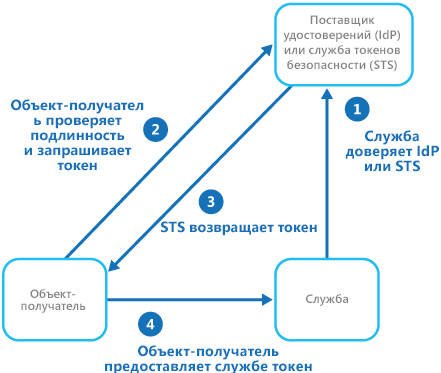 Поставщик
удостоверений (IdP)
или служба токенов
безопасности (STS)
1
Служба
доверяет IdP
или STS
Объект-получател
ь проверяет
подлинность
и запрашивает
токен
2
3
STS возвращает токен
Объект-
получатель
Служба
4
Объект-получатель
предоставляет службе токен